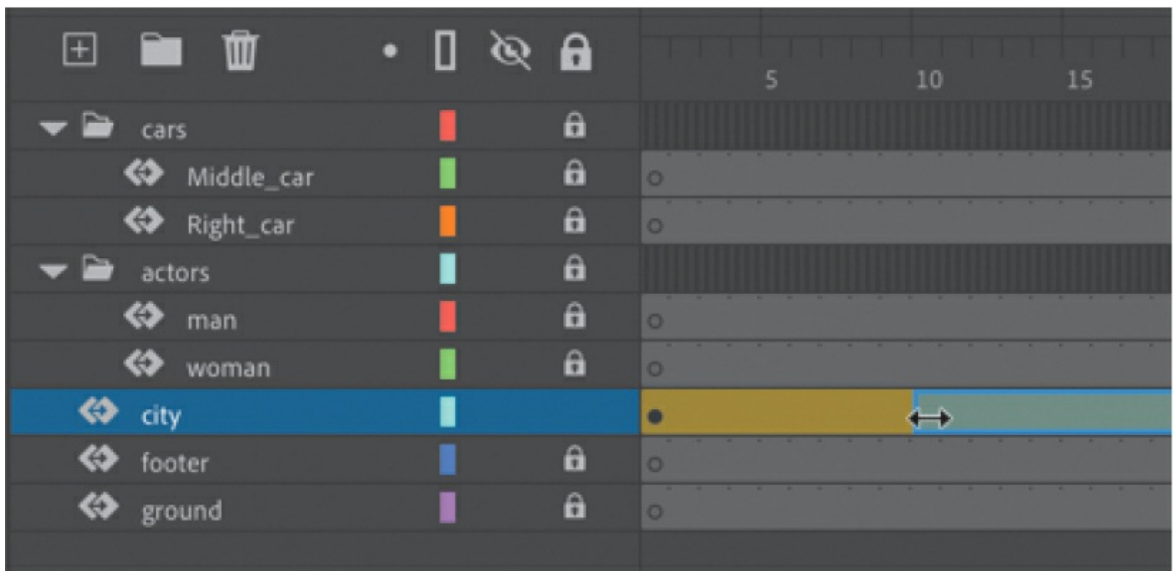 5 10 15
cars
Middle_car
Right_car
actors
man
woman
city
footer
ground